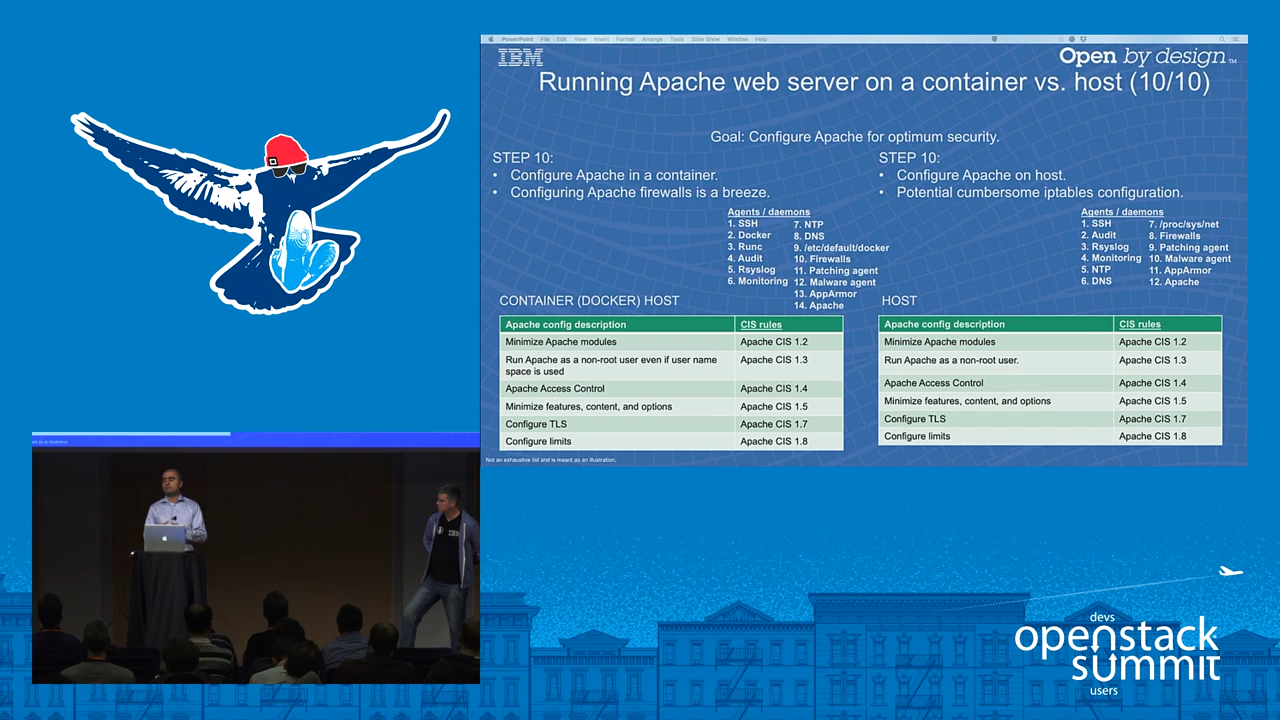 PowerPoint File Edit View Insert Format Arrange Tools Slide Show Window Help
IBM
Open by design™
Running Apache web server on a container vs. host (10/10)
Goal: Configure Apache for optimum security.
STEP 10:
• Configure Apache in a container.
• Configuring Apache firewalls is a breeze.
Agents / daemons
1. SSH
2. Docker
3. Runc
4. Audit
5. Rsyslog
6. Monitoring
7. NTP
8. DNS
9. /etc/default/docker
10. Firewalls
11. Patching agent
12. Malware agent
13. AppArmor
14. Apache
CONTAINER (DOCKER) HOST
Apache config description CIS rules
Minimize Apache modules Apache CIS 1.2
Run Apache as a non-root user even if user name
space is used Apache CIS 1.3
Apache Access Control Apache CIS 1.4
Minimize features, content, and options Apache CIS 1.5
Configure TLS Apache CIS 1.7
Configure limits Apache CIS 1.8
STEP 10:
• Configure Apache on host.
• Potential cumbersome iptables configuration.
Agents / daemons
1. SSH
2. Audit
3. Rsyslog
4. Monitoring
5. NTP
6. DNS
7. /proc/sys/net
8. Firewalls
9. Patching agent
10. Malware agent
11. AppArmor
12. Apache
HOST
Apache config description CIS rules
Minimize Apache modules Apache CIS 1.2
Run Apache as a non-root user. Apache CIS 1.3
Apache Access Control Apache CIS 1.4
Minimize features, content, and options Apache CIS 1.5
Configure TLS Apache CIS 1.7
Configure limits Apache CIS 1.8
Not an exhaustive list and is meant as an illustration.
as an illustration.
IBM
devs
openstack
summit
users